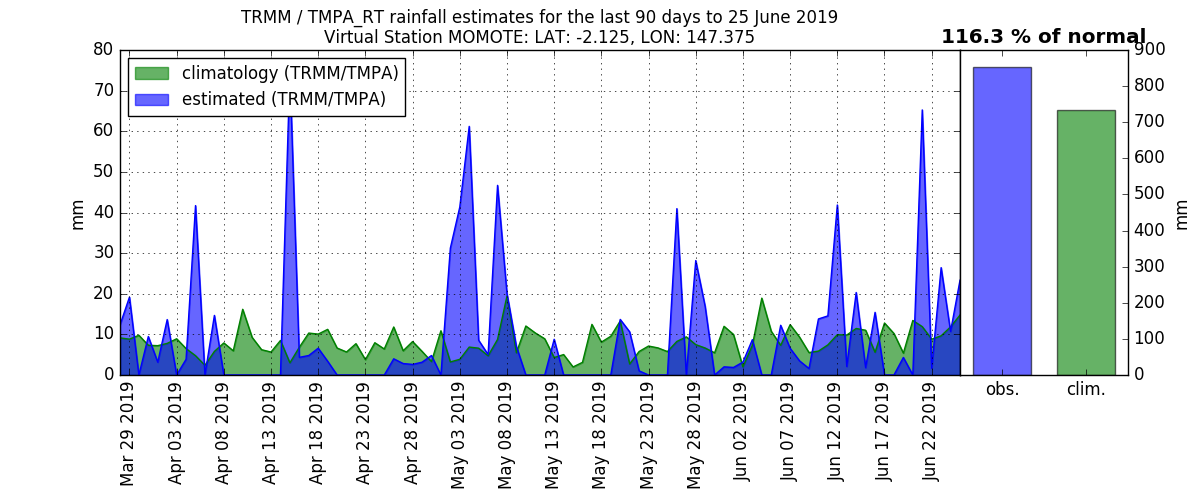 TRMM / TMPA_RT rainfall estimates for the last 90 days to 25 June 2019
Virtual Station MOMOTE: LAT: -2.125, LON: 147.375
116.3 % of normal
climatology (TRMM/TMPA)
estimated (TRMM/TMPA)
mm
80
70
60
50
40
30
20
10
0
Mar 29 2019
Apr 03 2019
Apr 08 2019
Apr 13 2019
Apr 18 2019
Apr 23 2019
Apr 28 2019
May 03 2019
May 08 2019
May 13 2019
May 18 2019
May 23 2019
May 28 2019
Jun 02 2019
Jun 07 2019
Jun 12 2019
Jun 17 2019
Jun 22 2019
obs.
clim.
900
800
700
600
500
400
300
200
100
0
mm